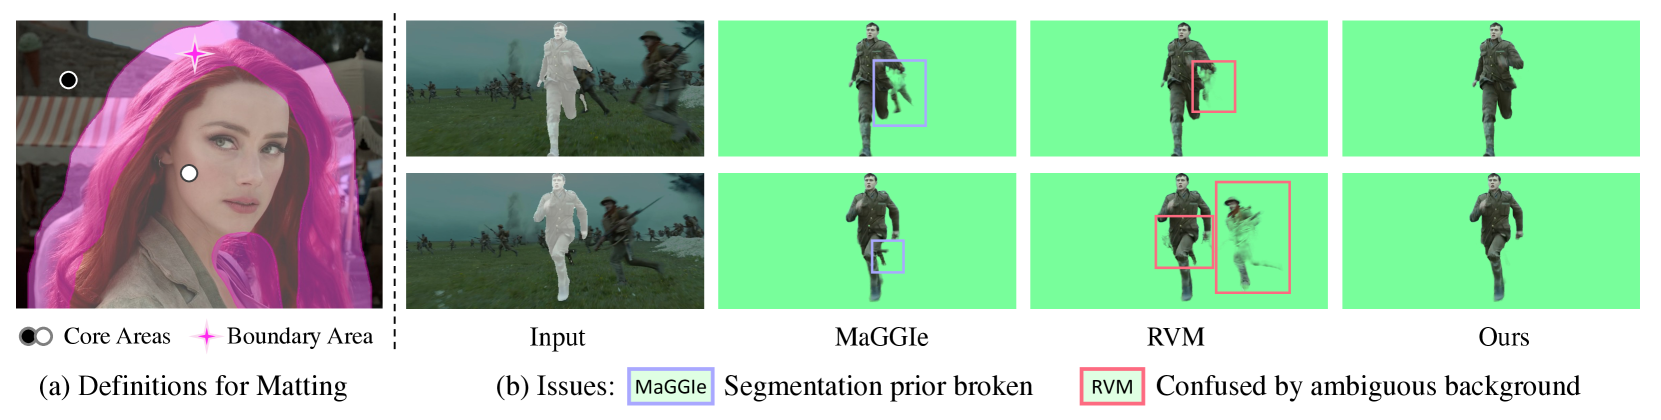 Core Areas Boundary Area
Input MaGGIe RVM Ours
(a) Definitions for Matting
(b) Issues: MaGGIe Segmentation prior broken RVM Confused by ambiguous background